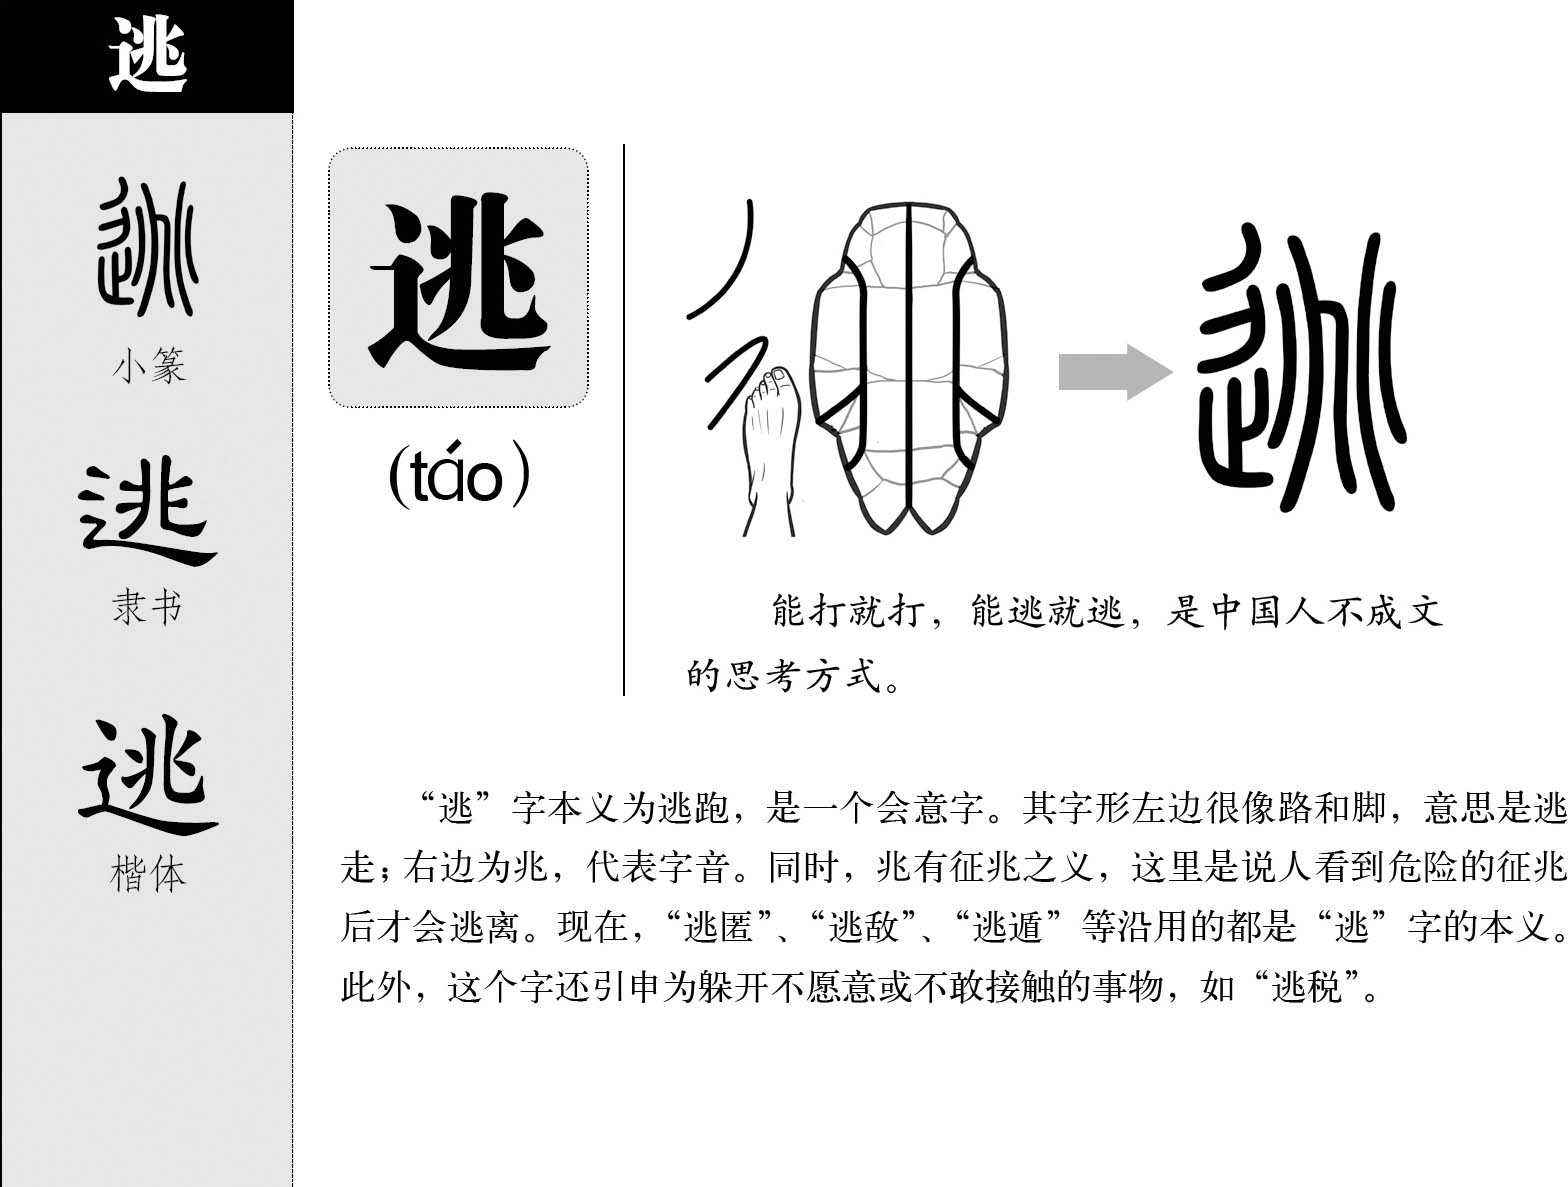 逃
小篆
隶书
楷体
逃
(táo)
能打就打，能逃就逃，是中国人不成文
的思考方式。
“逃”字本义为逃跑，是一个会意字。其字形左边很像路和脚，意思是逃
走；右边为兆，代表字音。同时，兆有征兆之义，这里是说人看到危险的征兆
后才会逃离。现在，“逃匿”、“逃敌”、“逃遁”等沿用的都是“逃”字的本义。
此外，这个字还引申为躲开不愿意或不敢接触的事物，如“逃税”。